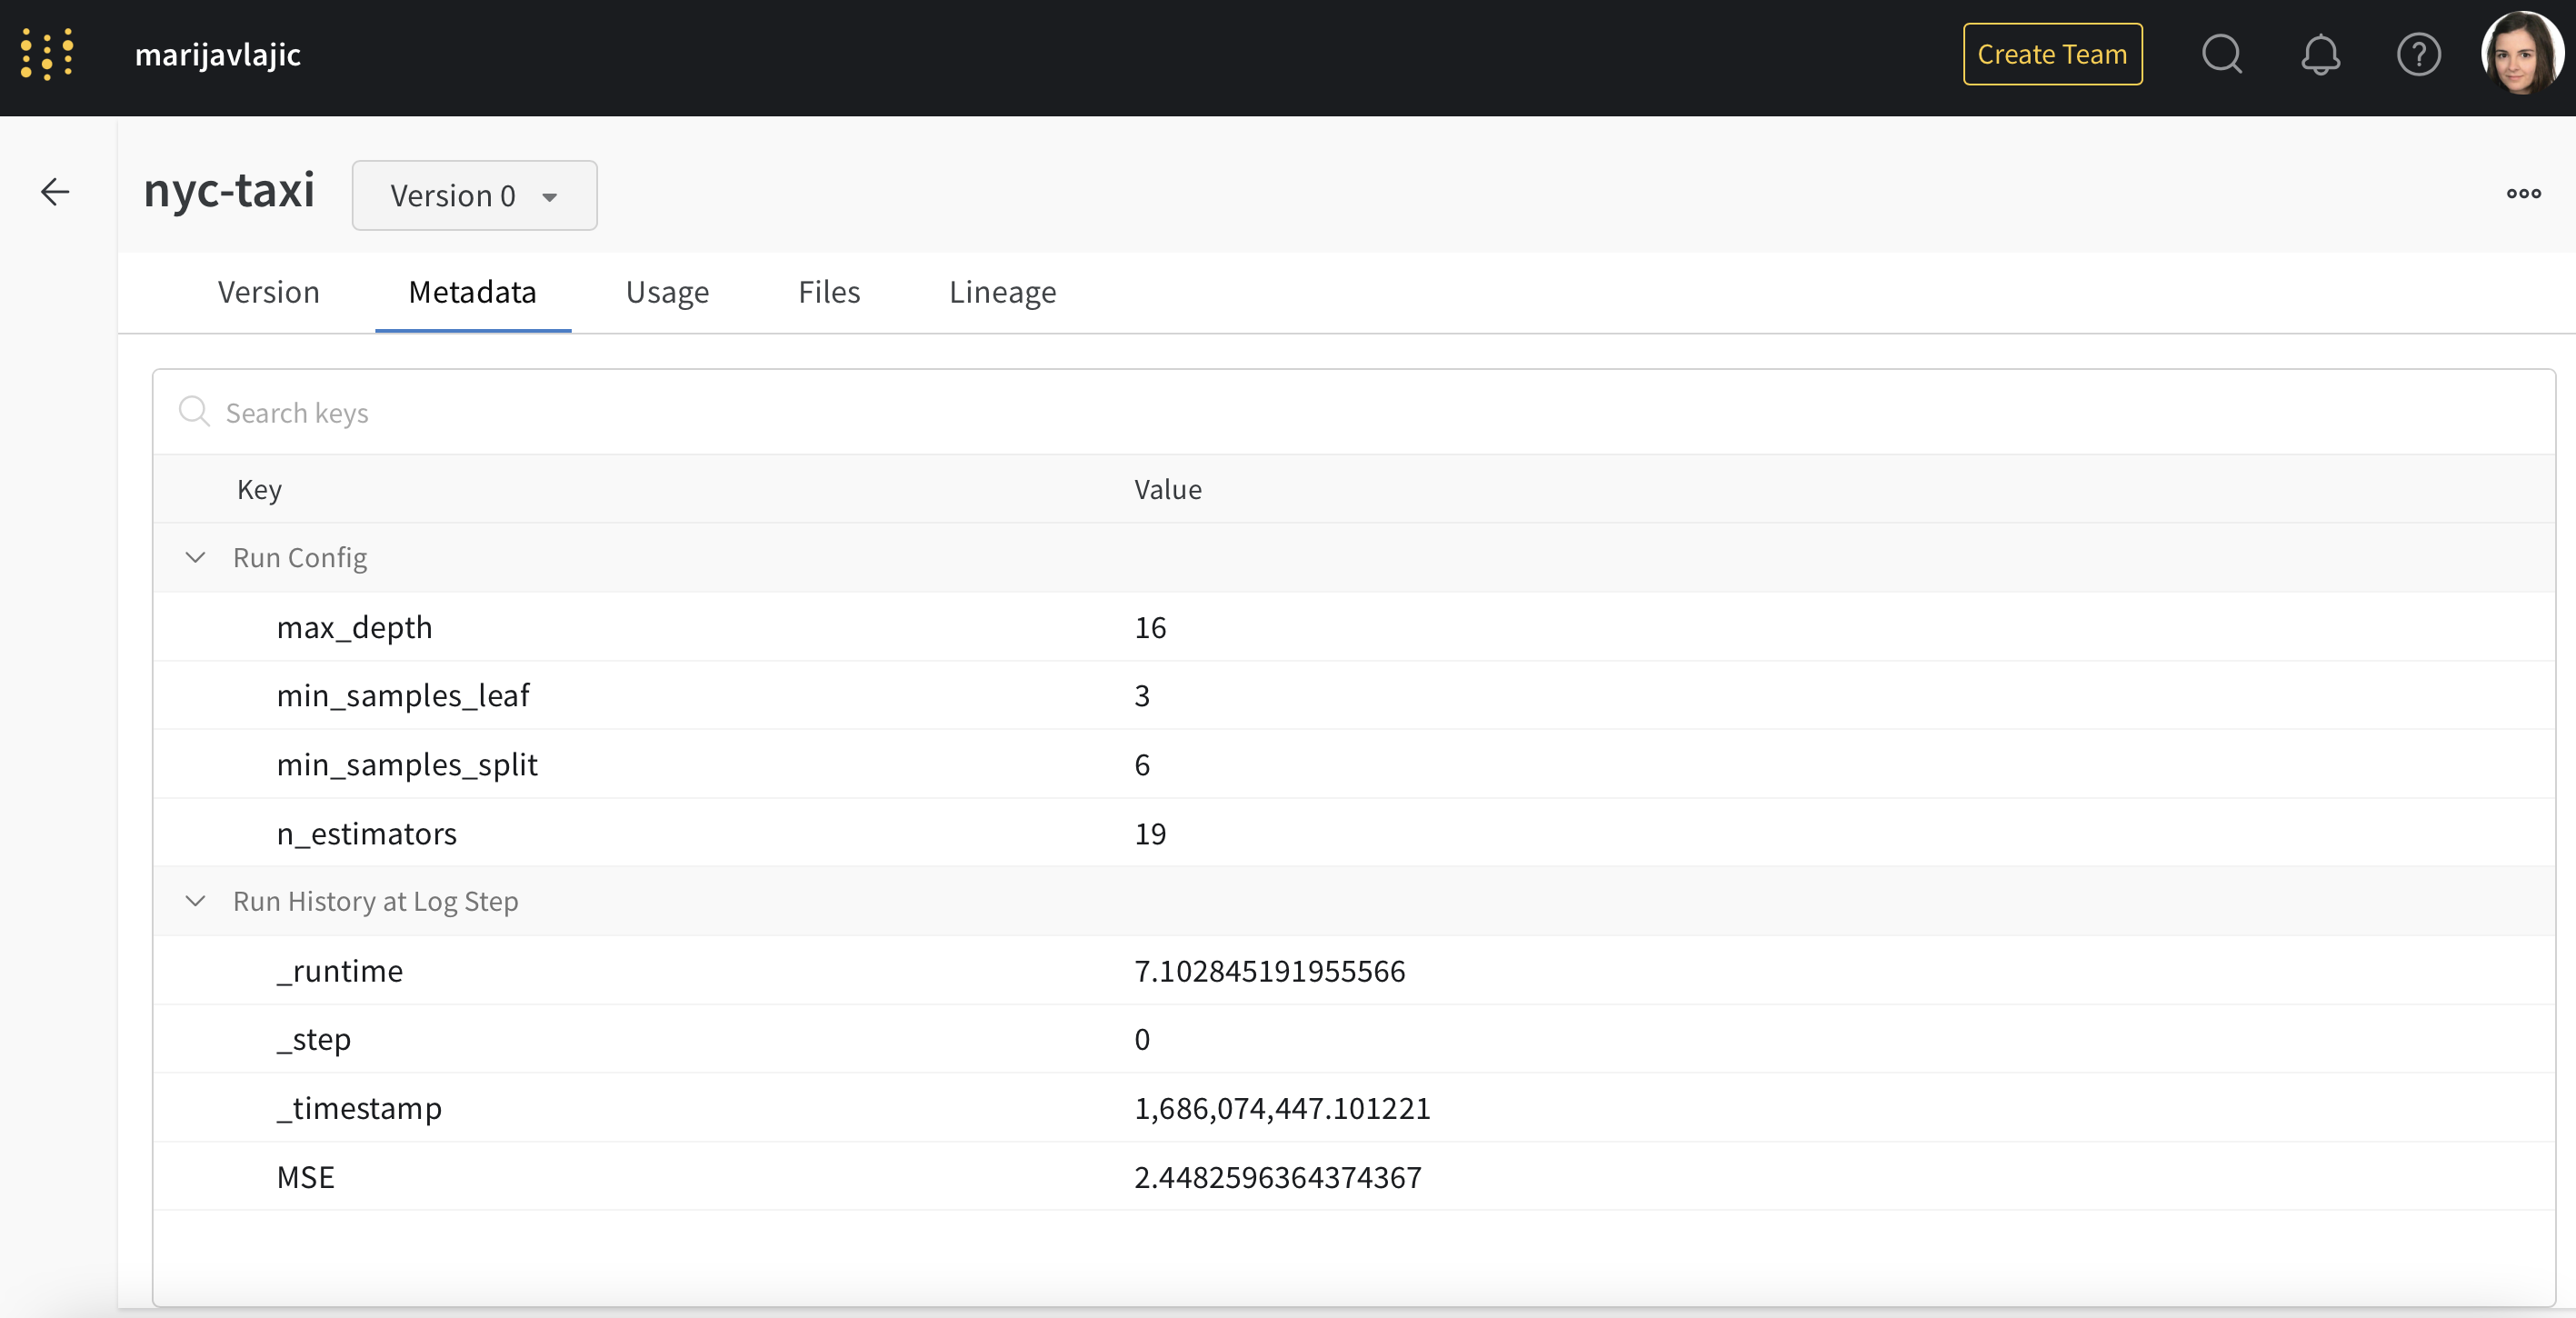 marijavlajic
Create Team
?
nyc-taxi
Version 0
Version Metadata Usage Files Lineage
Search keys
Key Value
Run Config
max_depth 16
min_samples_leaf 3
min_samples_split 6
n_estimators 19
Run History at Log Step
_runtime 7.102845191955566
_step 0
_timestamp 1,686,074,447.101221
MSE 2.4482596364374367